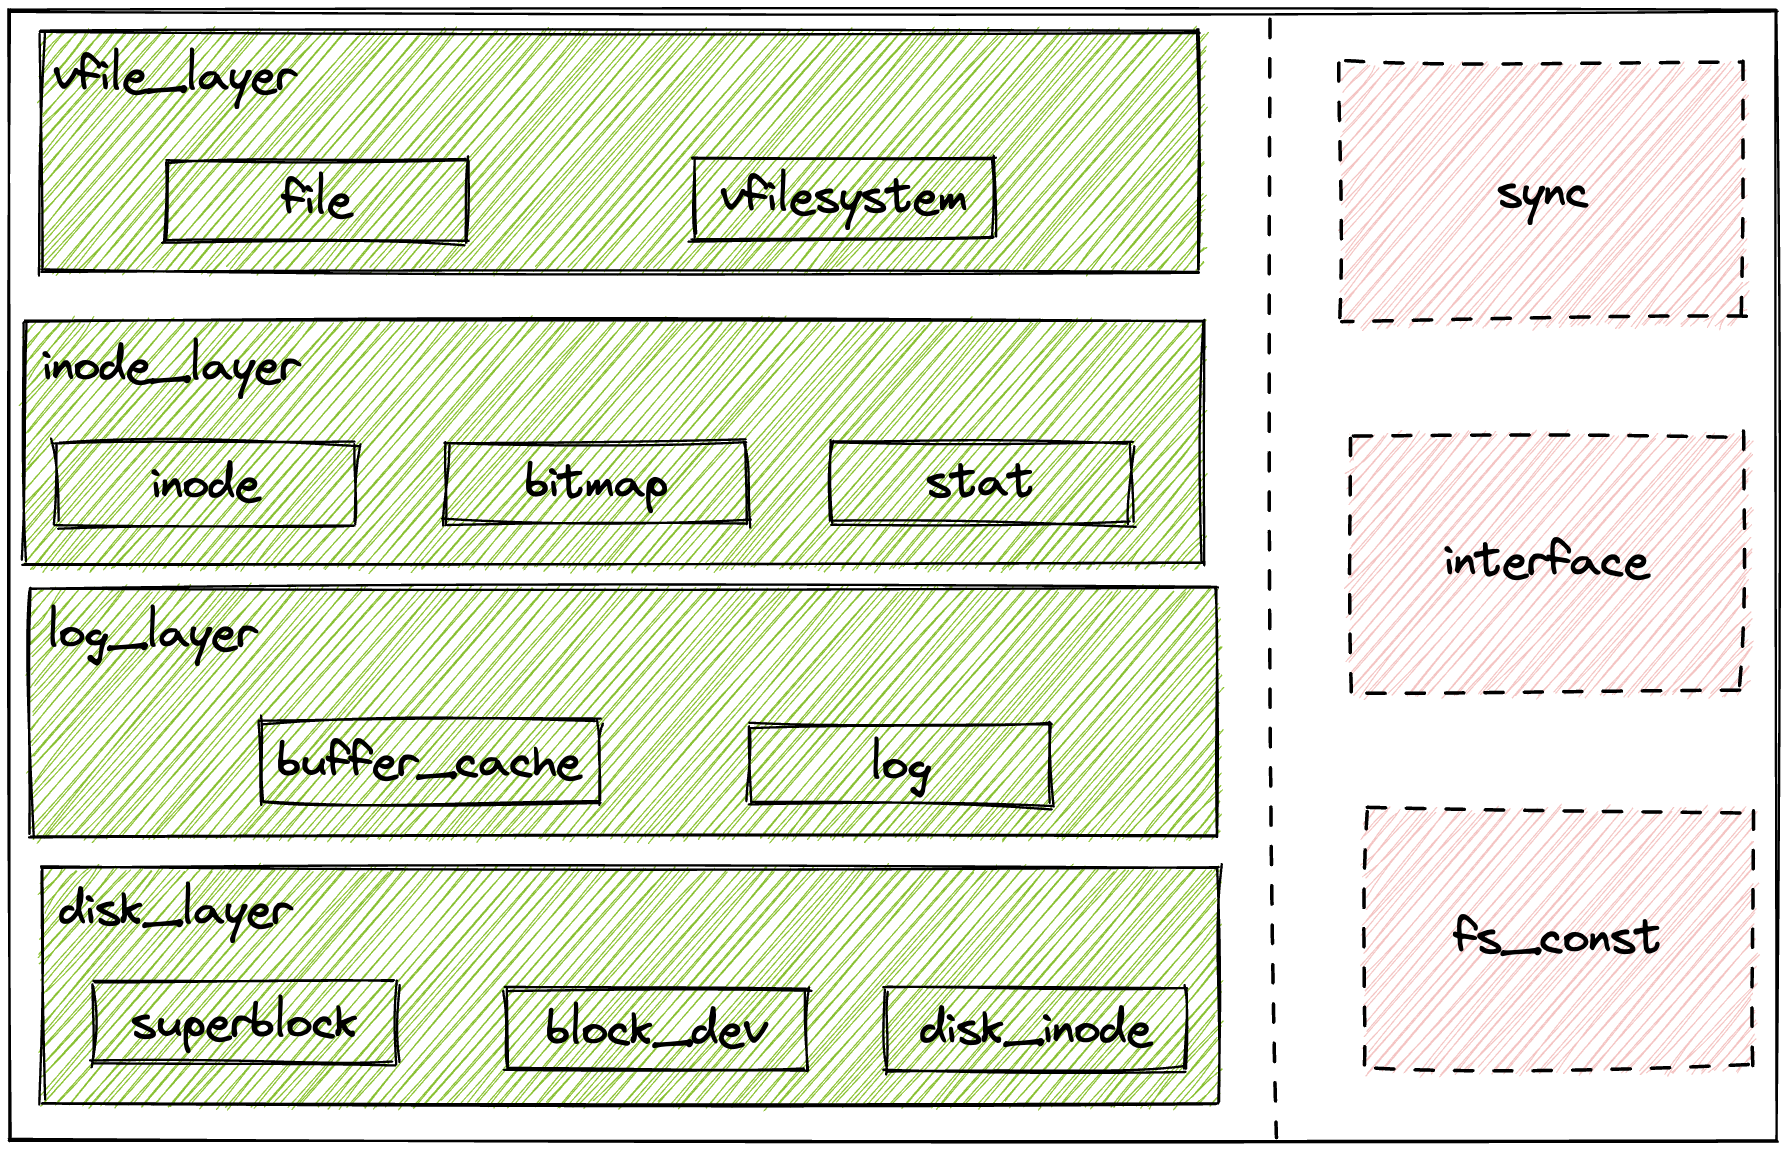 vfile_layer
file
vfilesystem
inode_layer
inode
bitmap
stat
log_layer
buffer_cache
log
disk_layer
superblock
block_dev
disk_inode
sync
interface
fs_const